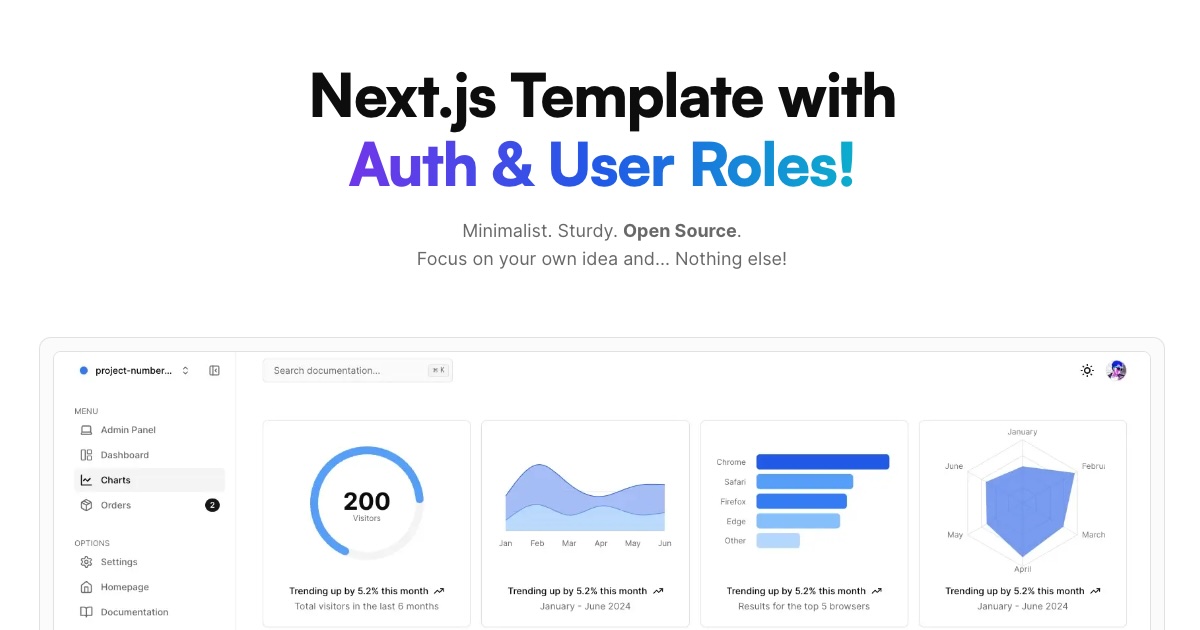 Next.js Template with
Auth & User Roles!
Minimalist. Sturdy. Open Source.
Focus on your own idea and... Nothing else!
project-number...
Search documentation...
⌘ K
MENU
Admin Panel
Dashboard
Charts
Orders
2
OPTIONS
Settings
Homepage
Documentation
200
Visitors
Trending up by 5.2% this month
Total visitors in the last 6 months
Jan Feb Mar Apr May Jun
Trending up by 5.2% this month
January - June 2024
Chrome
Safari
Firefox
Edge
Other
Trending up by 5.2% this month
Results for the top 5 browsers
January
June
Februa
May
March
April
Trending up by 5.2% this month
January - June 2024